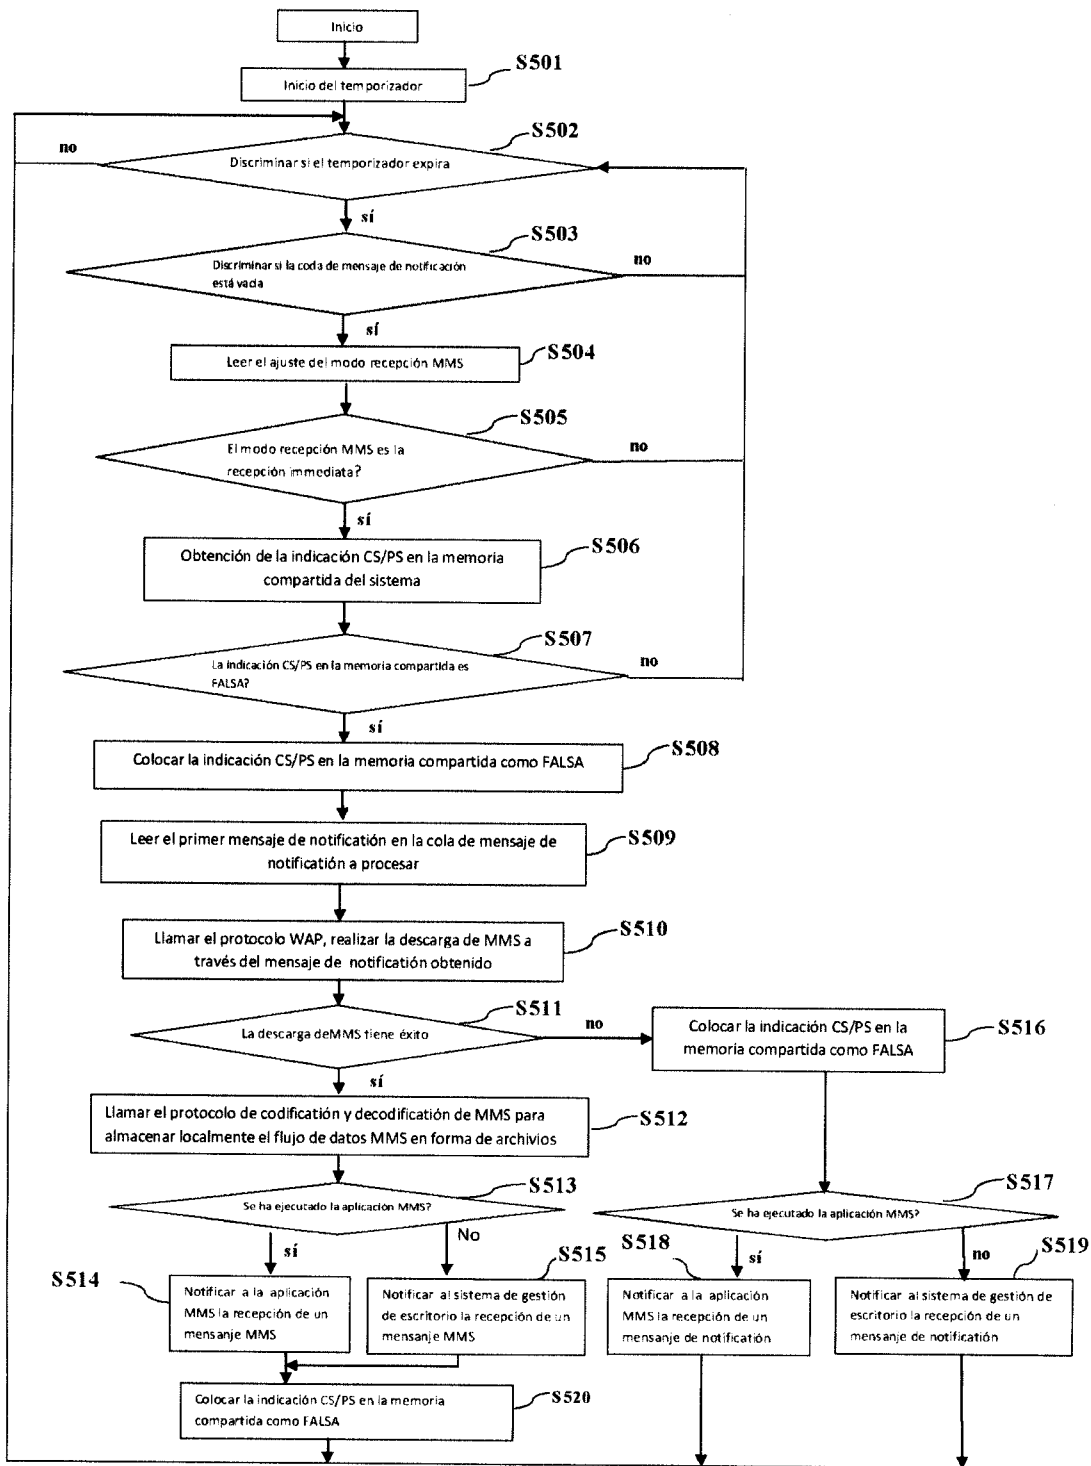 Inicio
S501
Inicio del temporizador
S502
no
Discriminar si el temporizador expira
sí
S503
no
Discriminar si la coda de mensaje de notificación
está vacia
sí
S504
Leer el ajuste del modo recepción MMS
S505
no
El modo recepción MMS es la
recepción immediata?
sí
S506
Obtención de la indicación CS/PS en la memoria
compartida del sistema
S507
no
La indicación CS/PS en la memoria compartida es
FALSA?
sí
S508
Colocar la indicación CS/PS en la memoria compartida como FALSA
S509
Leer el primer mensaje de notificatión en la cola de mensaje de
notificatión a procesar
S510
Llamar el protocolo WAP, realizar la descarga de MMS a
través del mensaje de notificatión obtenido
S511
no
La descarga deMMS tiene éxito
sí
S516
Colocar la indicación CS/PS en la
memoria compartida como FALSA
Llamar el protocolo de codificatión y decodificatión de MMS para
almacenar localmente el flujo de datos MMS en forma de archivios
S512
S513
Se ha ejecutado la aplicación MMS?
S517
Se ha ejecutado la aplicación MMS?
sí
No
sí
no
S514
Notificar a la aplicación
MMS la recepción de un
mensanje MMS
S515
Notificar al sistema de gestión
de escritorio la recepción de un
mensanje MMS
S518
Notificar a la aplicación
MMS la recepción de un
mensanje de notificatión
S519
Notificar al sistema de gestión de
escritorio la recepción de un
mensanje de notificatión
S520
Colocar la indicación CS/PS en la memoria
compartida como FALSA